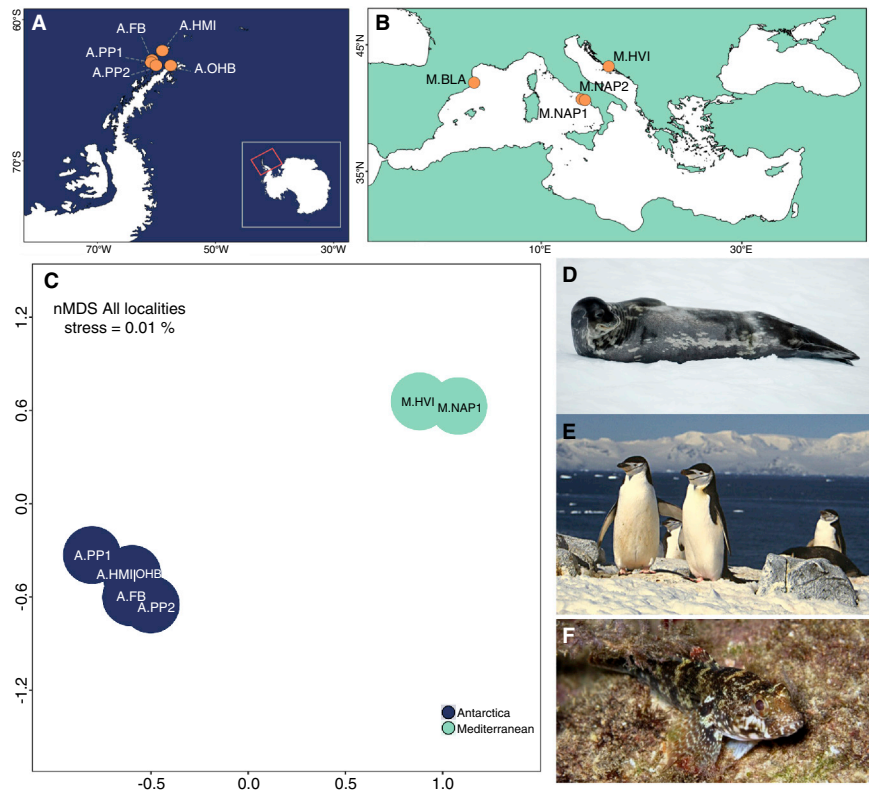 A
60°S
70°S
A.FB
A.HMI
A.PP1
A.PP2
A.OHB
70°W
50°W
30°W
B
45°N
35°N
M.BLA
M.HVI
M.NAP2
M.NAP1
10°E
30°E
C
nMDS All localities
stress = 0.01 %
1.2
0.6
0.0
-0.6
-1.2
M.HVI
M.NAP1
A.PP1
A.HMI|OHB
A.FB
A.PP2
Antarctica
Mediterranean
-0.5
0.0
0.5
1.0
D
E
F